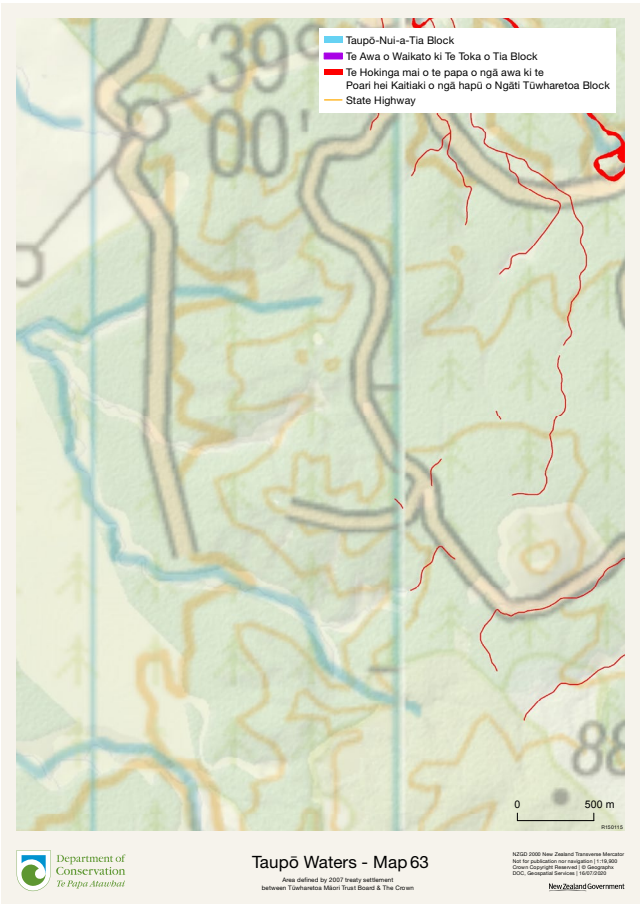 39°
00'
Taupō-Nui-a-Tia Block
Te Awa o Waikato ki Te Toka o Tia Block
Te Hokinga mai o te papa o ngā awa ki te
Poari hei Kaitiaki o ngā hapū o Ngāti Tūwharetoa Block
State Highway
88
0 500 m
R150115
Department of
Conservation
Te Papa Atawhai
Taupō Waters - Map 63
Area defined by 2007 treaty settlement
between Tūwharetoa Māori Trust Board & The Crown
NZGD 2000 New Zealand Transverse Mercator
Not for publication nor navigation | © 1:19,900
Crown Copyright Reserved | © Geographx
DOC, Geospatial Services | 16/07/2020
New Zealand Government